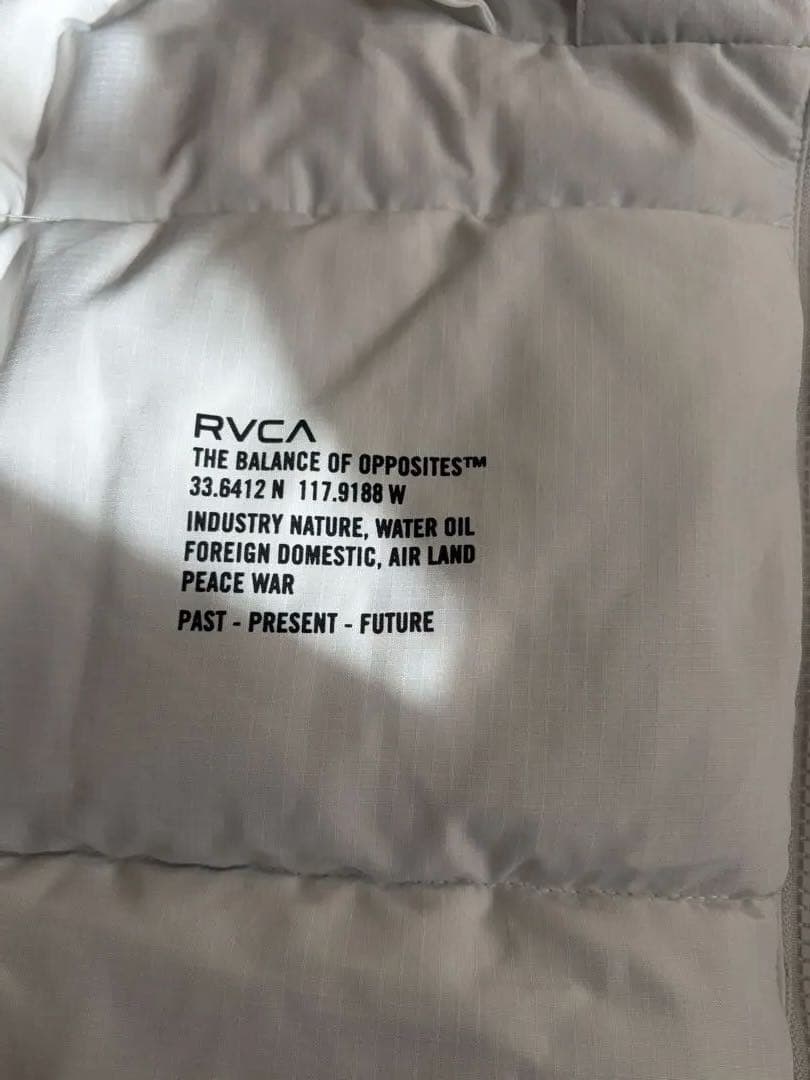 RVCA
THE BALANCE OF OPPOSITES™
33.6412 N 117.9188 W
INDUSTRY NATURE, WATER OIL
FOREIGN DOMESTIC, AIR LAND
PEACE WAR
PAST - PRESENT - FUTURE